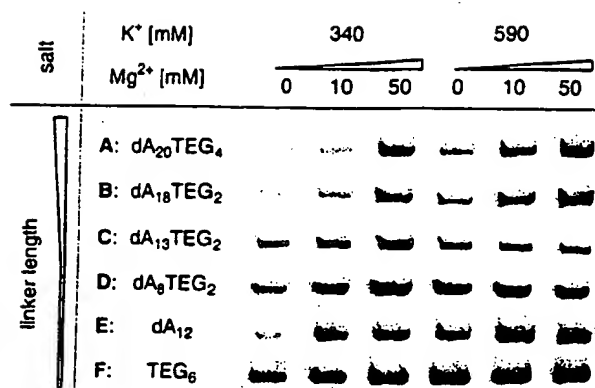 salt
K⁺ [mM] 340 590
Mg²⁺ [mM] 0 10 50 0 10 50
linker length
A: dA₂₀TEG₄
B: dA₁₈TEG₂
C: dA₁₃TEG₂
D: dA₈TEG₂
E: dA₁₂
F: TEG₆